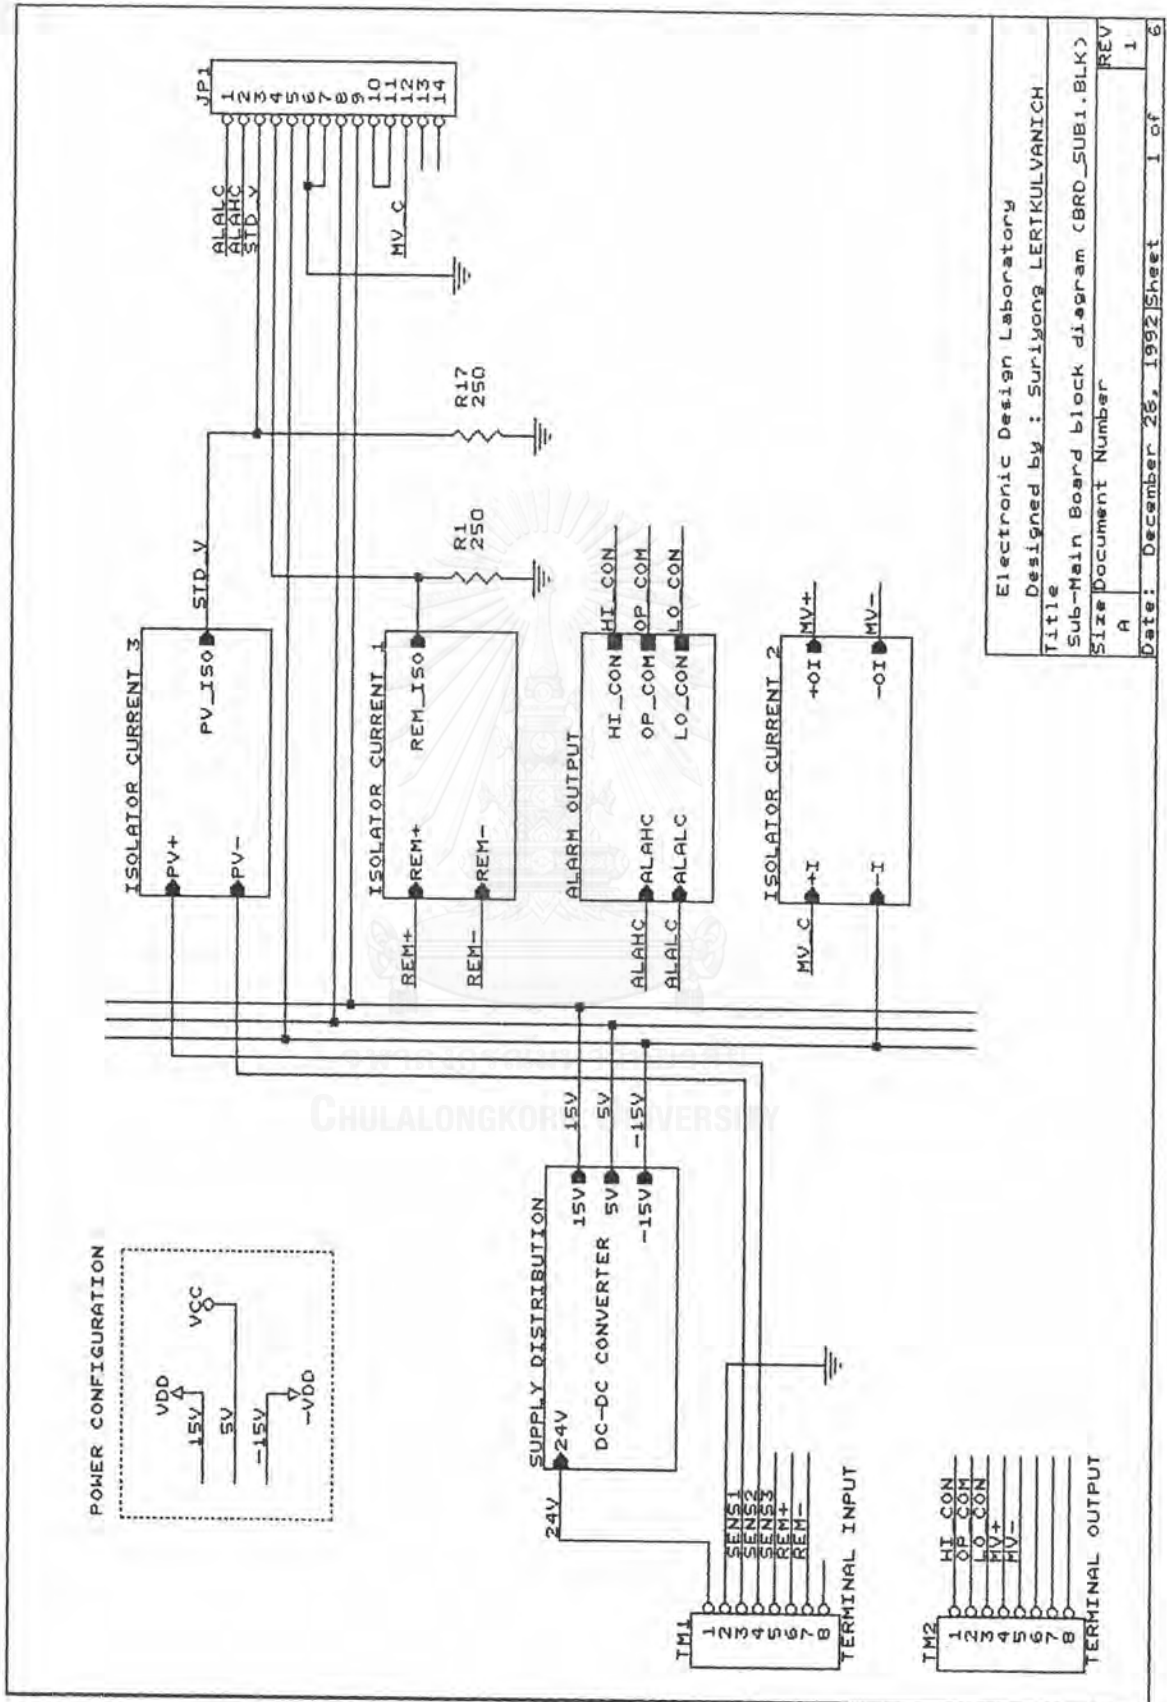 POWER CONFIGURATION
VDD
15V
VCC
5V
-15V
-VDD
ISOLATOR CURRENT 3
PV+
PV-
PV_ISO
STD_V
JP1
1
2
3
4
5
6
7
8
9
10
11
12
13
14
ALALC
ALAHC
STD_V
MV_C
R17
250
R1
250
ISOLATOR CURRENT 1
REM+
REM-
REM+
REM-
REM_ISO
ALARM OUTPUT
ALAHC
ALALC
ALAHC
ALALC
HI_CON
OP_COM
LO_CON
HI_CON
OP_COM
LO_CON
ISOLATOR CURRENT 2
MV_C
+I
-I
+OI
-OI
MV+
MV-
SUPPLY DISTRIBUTION
24V
24V
DC-DC CONVERTER
15V
5V
-15V
15V
5V
-15V
TM1
1
2
3
4
5
6
7
8
SENS1
SENS2
SENS3
REM+
REM-
TERMINAL INPUT
TM2
1
2
3
4
5
6
7
8
HI_CON
OP_COM
LO_CON
MV+
MV-
TERMINAL OUTPUT
CHULALONGKORN UNIVERSITY
Electronic Design Laboratory
Designed by : Suriyong LERTKULVANICH
Title
Sub-Main Board block diagram (BRD_SUB1.BLK)
Size Document Number
REV
A
1
Date: December 26, 1992 Sheet 1 of 6